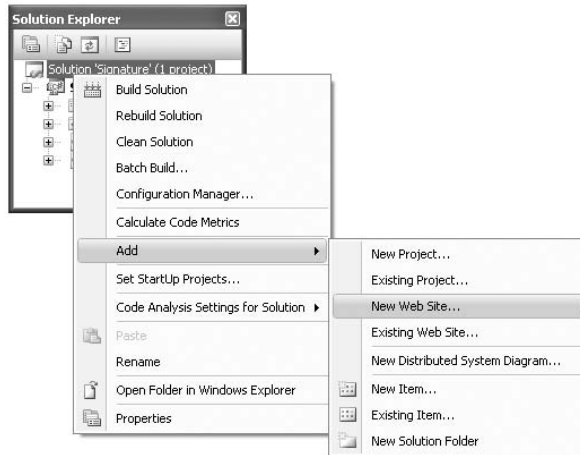 Solution Explorer
Solution 'Signature' (1 project)
Build Solution
Rebuild Solution
Clean Solution
Batch Build...
Configuration Manager...
Calculate Code Metrics
Add
Set StartUp Projects...
Code Analysis Settings for Solution
Paste
Rename
Open Folder in Windows Explorer
Properties
New Project...
Existing Project...
New Web Site...
Existing Web Site...
New Distributed System Diagram...
New Item...
Existing Item...
New Solution Folder